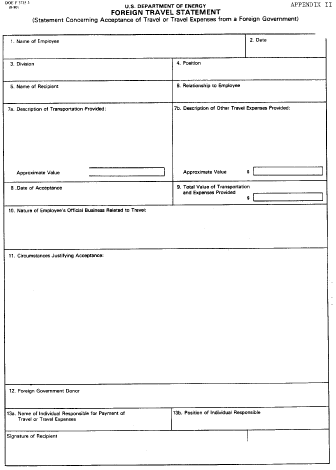 U.S. DEPARTMENT OF ENERGY
APPENDIX II
FOREIGN TRAVEL STATEMENT
(Statement Concerning Acceptance of Travel or Travel Expenses from a Foreign Government)
1. Name of Employee
2. Date
3. Division
4. Position
5. Name of Recipient
6. Relationship to Employee
7a. Description of Transportation Provided:
7b. Description of Other Travel Expenses Provided:
Approximate Value
Approximate Value $
8. Date of Acceptance
9. Total Value of Transportation
and Expenses Provided
$
10. Nature of Employee's Official Business Related to Travel:
11. Circumstances Justifying Acceptance:
12. Foreign Government Donor
13a. Name of Individual Responsible for Payment of
Travel or Travel Expenses
13b. Position of Individual Responsible
Signature of Recipient